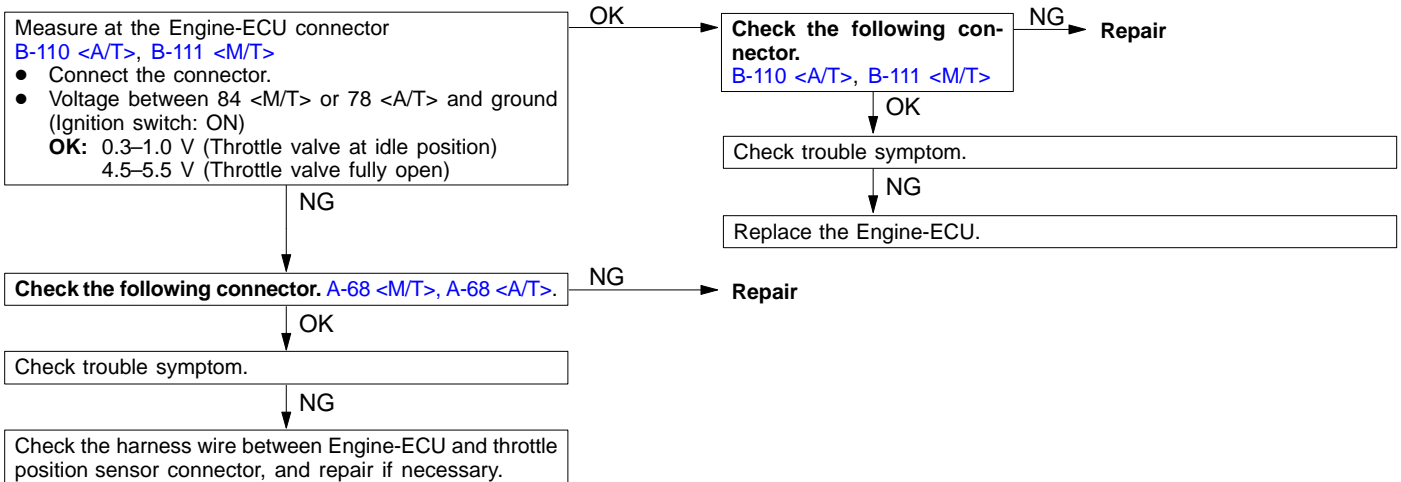 Measure at the Engine-ECU connector
B-110 <A/T>, B-111 <M/T>
● Connect the connector.
● Voltage between 84 <M/T> or 78 <A/T> and ground
(Ignition switch: ON)
OK: 0.3–1.0 V (Throttle valve at idle position)
4.5–5.5 V (Throttle valve fully open)
OK
Check the following con-
nector.
B-110 <A/T>, B-111 <M/T>
NG
Repair
OK
Check trouble symptom.
NG
Replace the Engine-ECU.
NG
Check the following connector. A-68 <M/T>, A-68 <A/T>.
NG
Repair
OK
Check trouble symptom.
NG
Check the harness wire between Engine-ECU and throttle
position sensor connector, and repair if necessary.